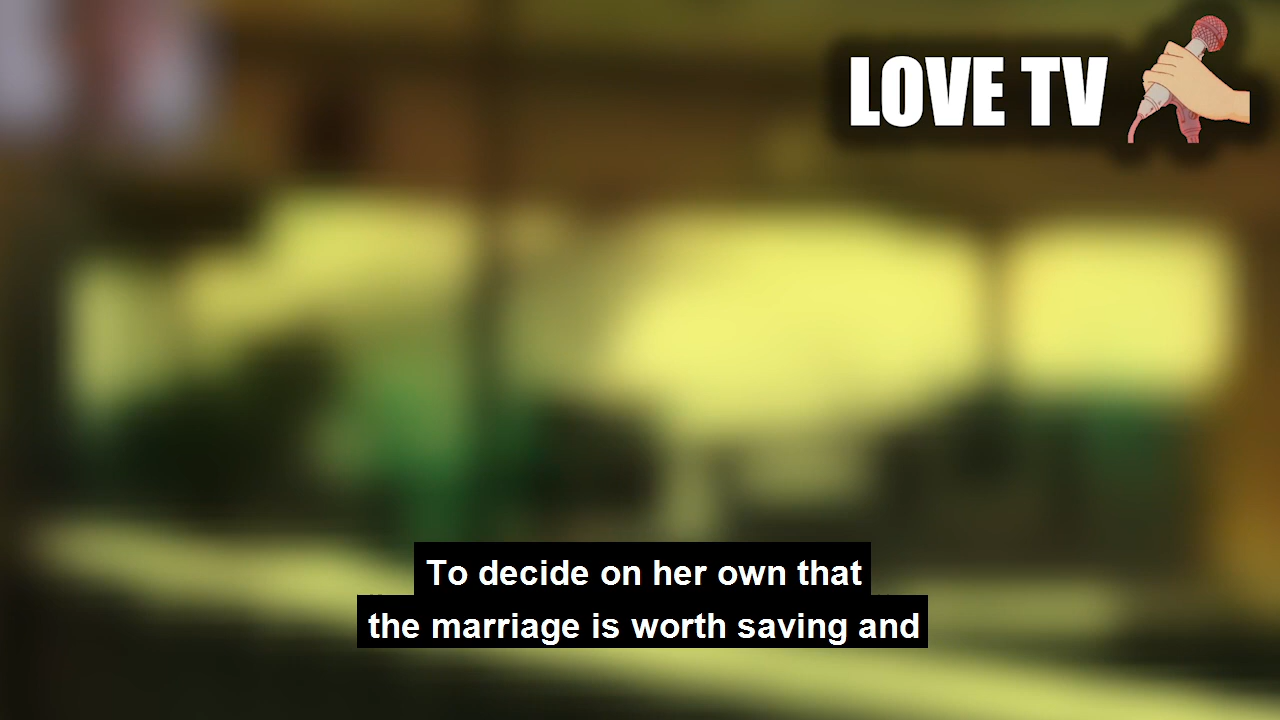 LOVE TV
To decide on her own that
the marriage is worth saving and